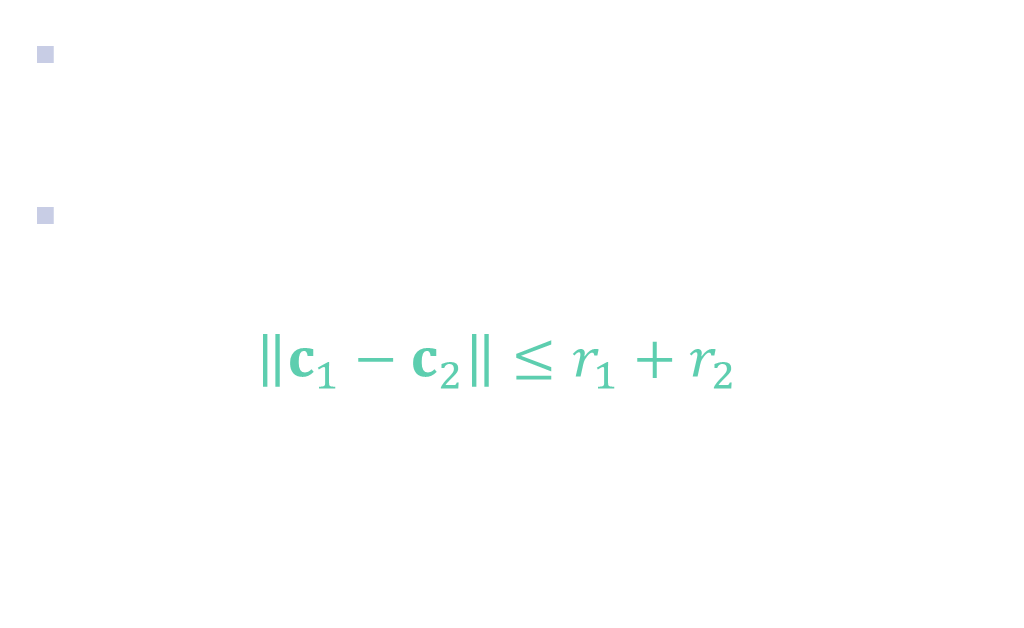 ‖𝐜₁ − 𝐜₂‖ ≤ 𝑟₁ + 𝑟₂